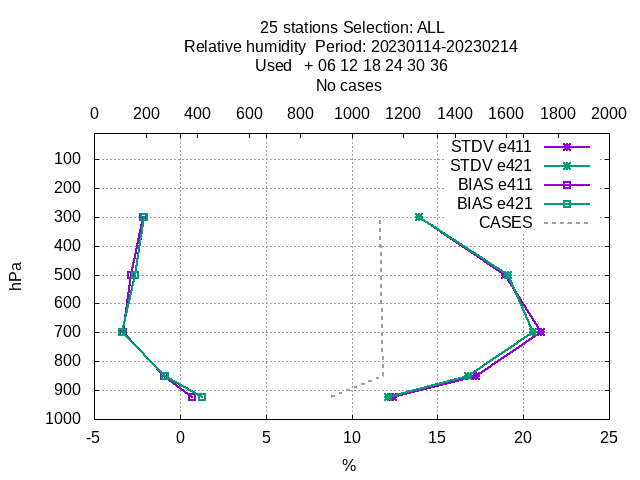 25 stations Selection: ALL
Relative humidity  Period: 20230114-20230214
Used   + 06 12 18 24 30 36
No cases
0 200 400 600 800 1000 1200 1400 1600 1800 2000
STDV e411
STDV e421
BIAS e411
BIAS e421
CASES
hPa
100
200
300
400
500
600
700
800
900
1000
-5 0 5 10 15 20 25
%